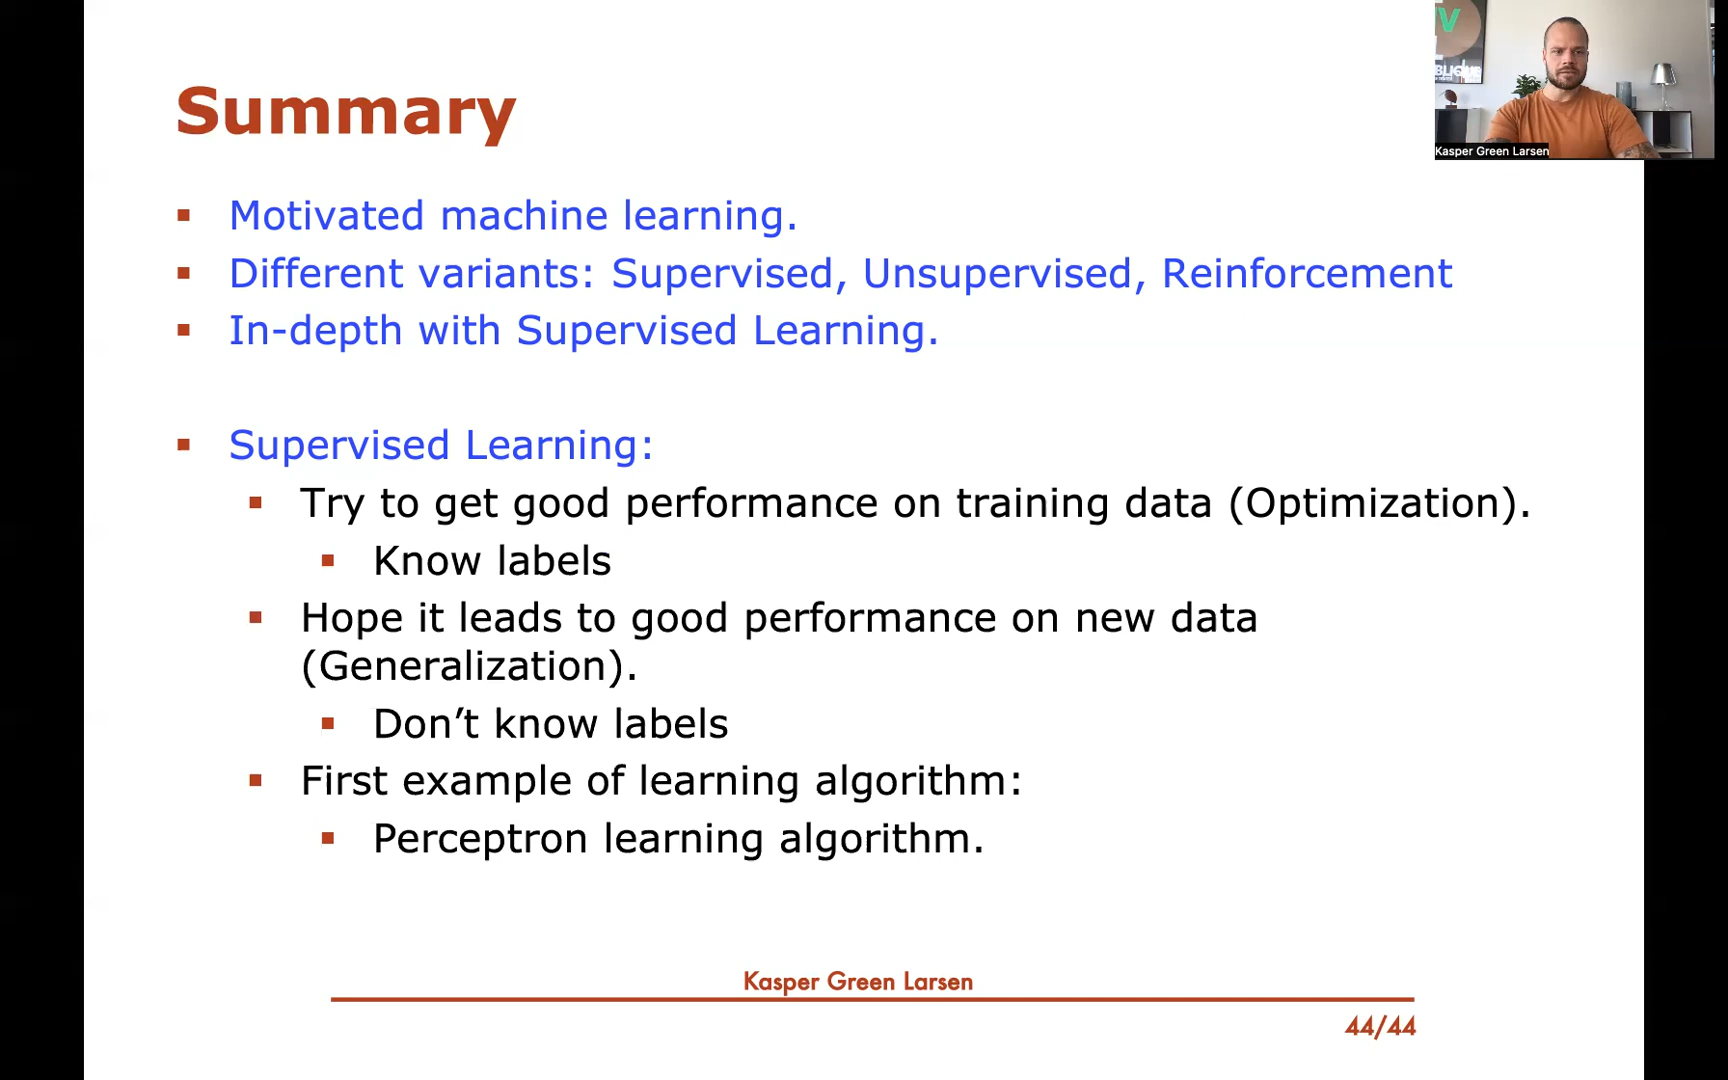 Summary
V
BLIQUE
Kasper Green Larsen
▪ Motivated machine learning.
▪ Different variants: Supervised, Unsupervised, Reinforcement
▪ In-depth with Supervised Learning.
▪ Supervised Learning:
▪ Try to get good performance on training data (Optimization).
▪ Know labels
▪ Hope it leads to good performance on new data
(Generalization).
▪ Don’t know labels
▪ First example of learning algorithm:
▪ Perceptron learning algorithm.
Kasper Green Larsen
44/44